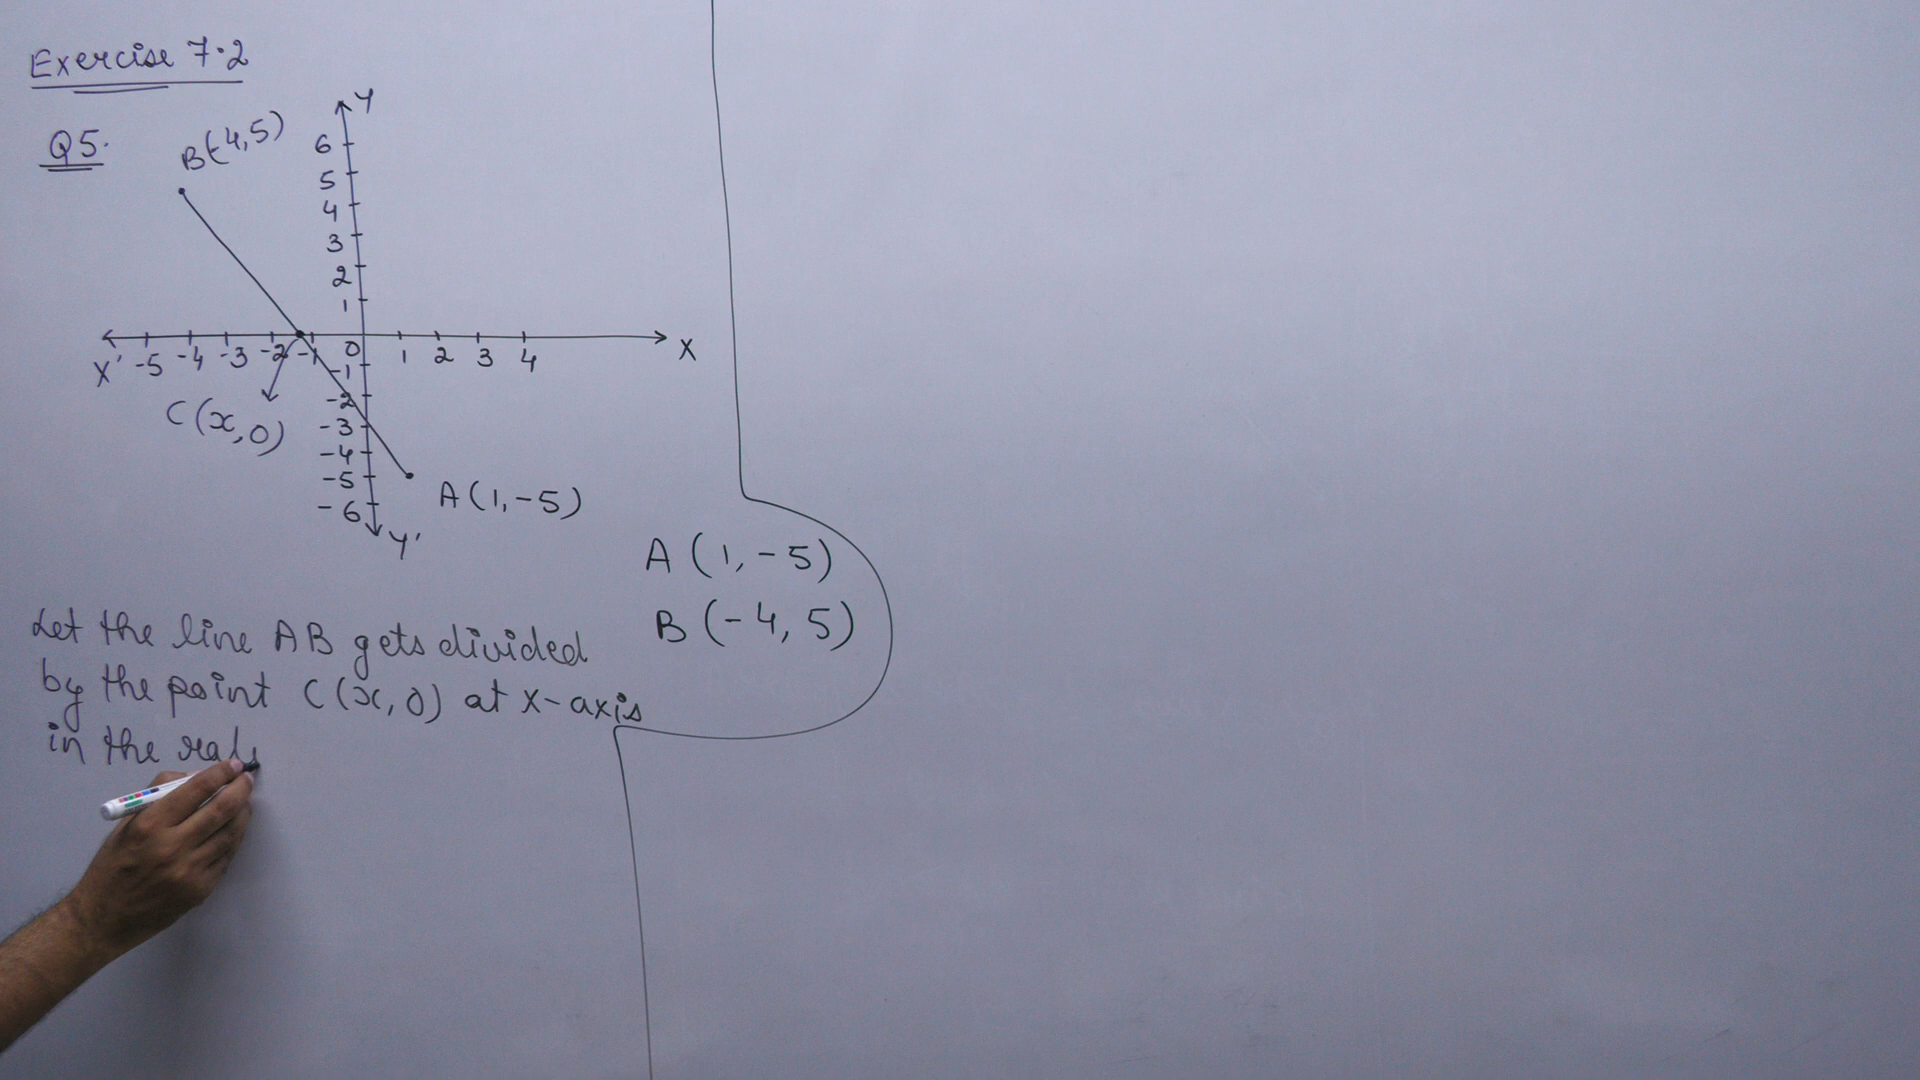 Exercise 7.2
Q5.
B(-4,5)
Y
6
5
4
3
2
1
X' -5 -4 -3 -2 -1 0 1 2 3 4 X
-1
-2
-3
-4
-5
-6
Y'
C(x,0)
A(1,-5)
A(1,-5)
B(-4,5)
Let the line AB gets divided
by the point C(x,0) at x-axis
in the